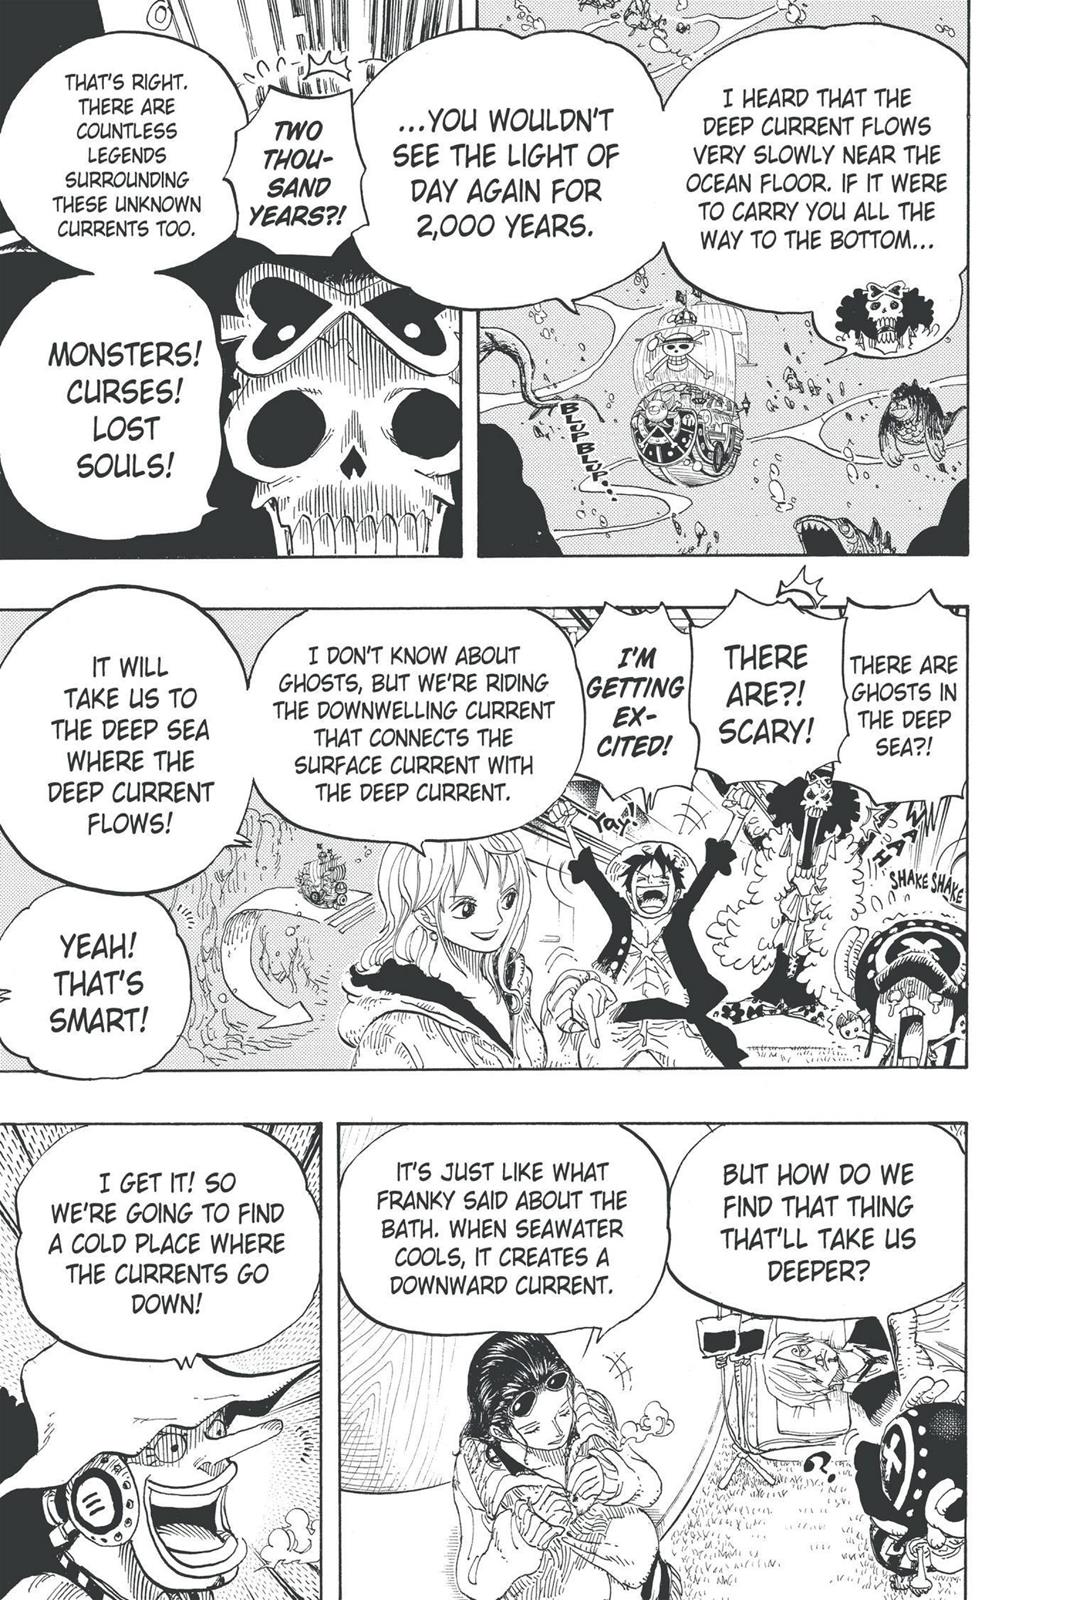 I HEARD THAT THE
DEEP CURRENT FLOWS
VERY SLOWLY NEAR THE
OCEAN FLOOR. IF IT WERE
TO CARRY YOU ALL THE
WAY TO THE BOTTOM...
...YOU WOULDN'T
SEE THE LIGHT OF
DAY AGAIN FOR
2,000 YEARS.
BLUP BLUP...
TWO
THOU-
SAND
YEARS?!
THAT'S RIGHT.
THERE ARE
COUNTLESS
LEGENDS
SURROUNDING
THESE UNKNOWN
CURRENTS TOO.
MONSTERS!
CURSES!
LOST
SOULS!
THERE ARE
GHOSTS IN
THE DEEP
SEA?!
THERE
ARE?!
SCARY!
I'M
GETTING
EX-
CITED!
Yay!
WAAH
SHAKE SHAKE
I DON'T KNOW ABOUT
GHOSTS, BUT WE'RE RIDING
THE DOWNWELLING CURRENT
THAT CONNECTS THE
SURFACE CURRENT WITH
THE DEEP CURRENT.
IT WILL
TAKE US TO
THE DEEP SEA
WHERE THE
DEEP CURRENT
FLOWS!
YEAH!
THAT'S
SMART!
BUT HOW DO WE
FIND THAT THING
THAT'LL TAKE US
DEEPER?
?
IT'S JUST LIKE WHAT
FRANKY SAID ABOUT THE
BATH. WHEN SEAWATER
COOLS, IT CREATES A
DOWNWARD CURRENT.
I GET IT! SO
WE'RE GOING TO FIND
A COLD PLACE WHERE
THE CURRENTS GO
DOWN!